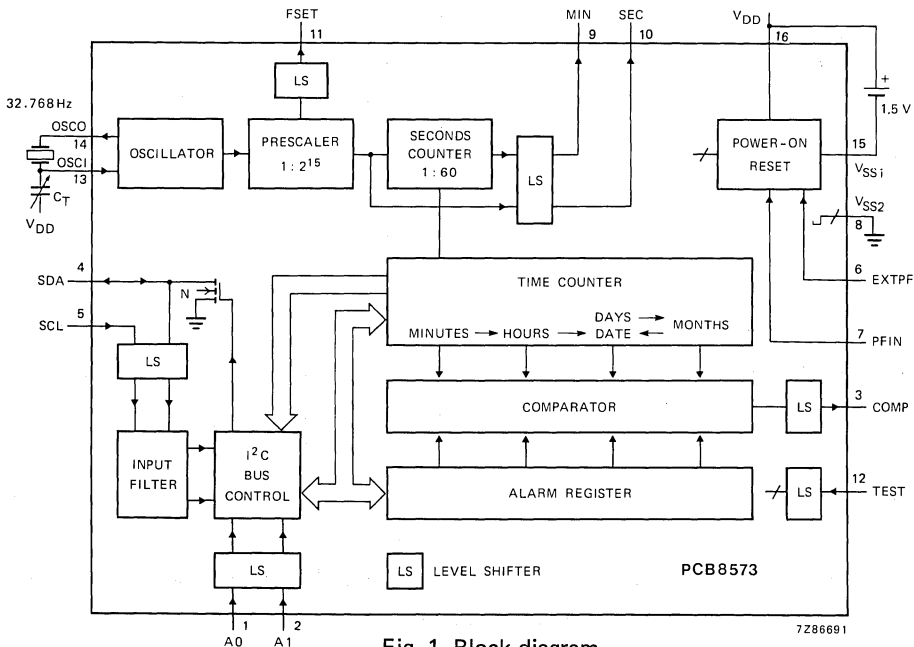 FSET
11
MIN
9
SEC
10
VDD
16
LS
+
1,5 V
32.768Hz
OSCO
14
OSCI
13
CT
VDD
OSCILLATOR
PRESCALER
1 : 2¹⁵
SECONDS
COUNTER
1 : 60
LS
POWER-ON
RESET
15
VSSi
VSS2
8
SDA
4
N
SCL
5
LS
TIME COUNTER
MINUTES
HOURS
DAYS
DATE
MONTHS
6
EXTPF
7
PFIN
COMPARATOR
LS
3
COMP
INPUT
FILTER
I²C
BUS
CONTROL
ALARM REGISTER
LS
12
TEST
LS
LS LEVEL SHIFTER
PCB8573
A0
1
A1
2
7Z86691
Fig. 1 Block diagram